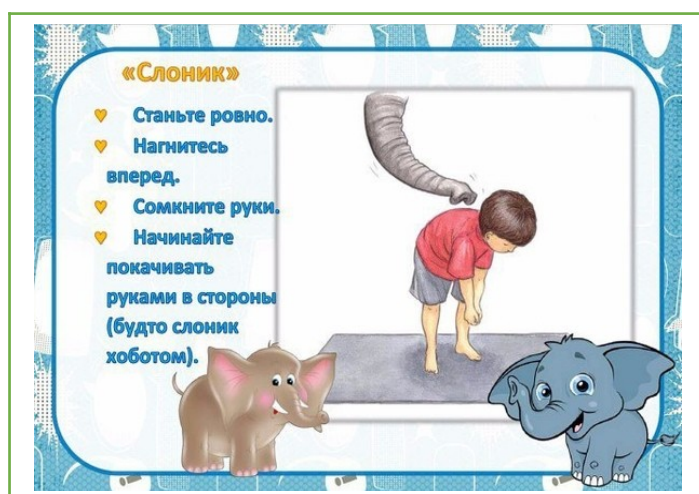 «Слоник»
Станьте ровно.
Нагнитесь
вперед.
Сомкните руки.
Начинайте
покачивать
руками в стороны
(будто слоник
хоботом).